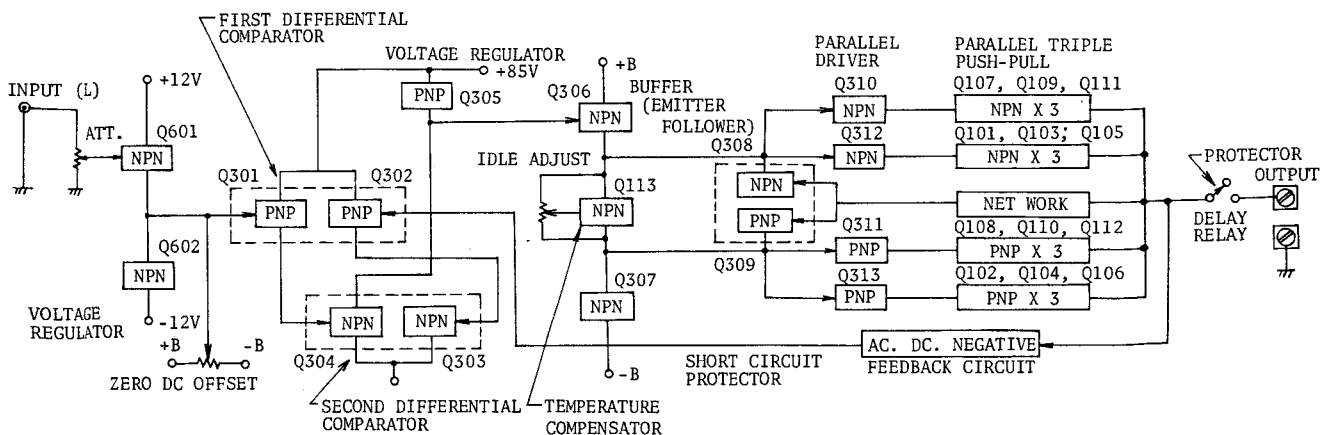 FIRST DIFFERENTIAL
COMPARATOR
VOLTAGE REGULATOR
+85V
PNP
Q305
+12V
INPUT (L)
ATT.
Q601
NPN
Q602
NPN
-12V
VOLTAGE
REGULATOR
+B
-B
ZERO DC OFFSET
Q301
Q302
PNP
PNP
NPN
NPN
Q304
Q303
SECOND DIFFERENTIAL
COMPARATOR
+B
Q306
NPN
BUFFER
(EMITTER
FOLLOWER)
IDLE ADJUST
Q113
NPN
Q307
NPN
-B
TEMPERATURE
COMPENSATOR
Q308
NPN
PNP
Q309
SHORT CIRCUIT
PROTECTOR
PARALLEL
DRIVER
Q310
NPN
Q312
NPN
Q311
PNP
Q313
PNP
PARALLEL TRIPLE
PUSH-PULL
Q107, Q109, Q111
NPN X 3
Q101, Q103; Q105
NPN X 3
NET WORK
Q108, Q110, Q112
PNP X 3
Q102, Q104, Q106
PNP X 3
AC. DC. NEGATIVE
FEEDBACK CIRCUIT
PROTECTOR
OUTPUT
DELAY
RELAY